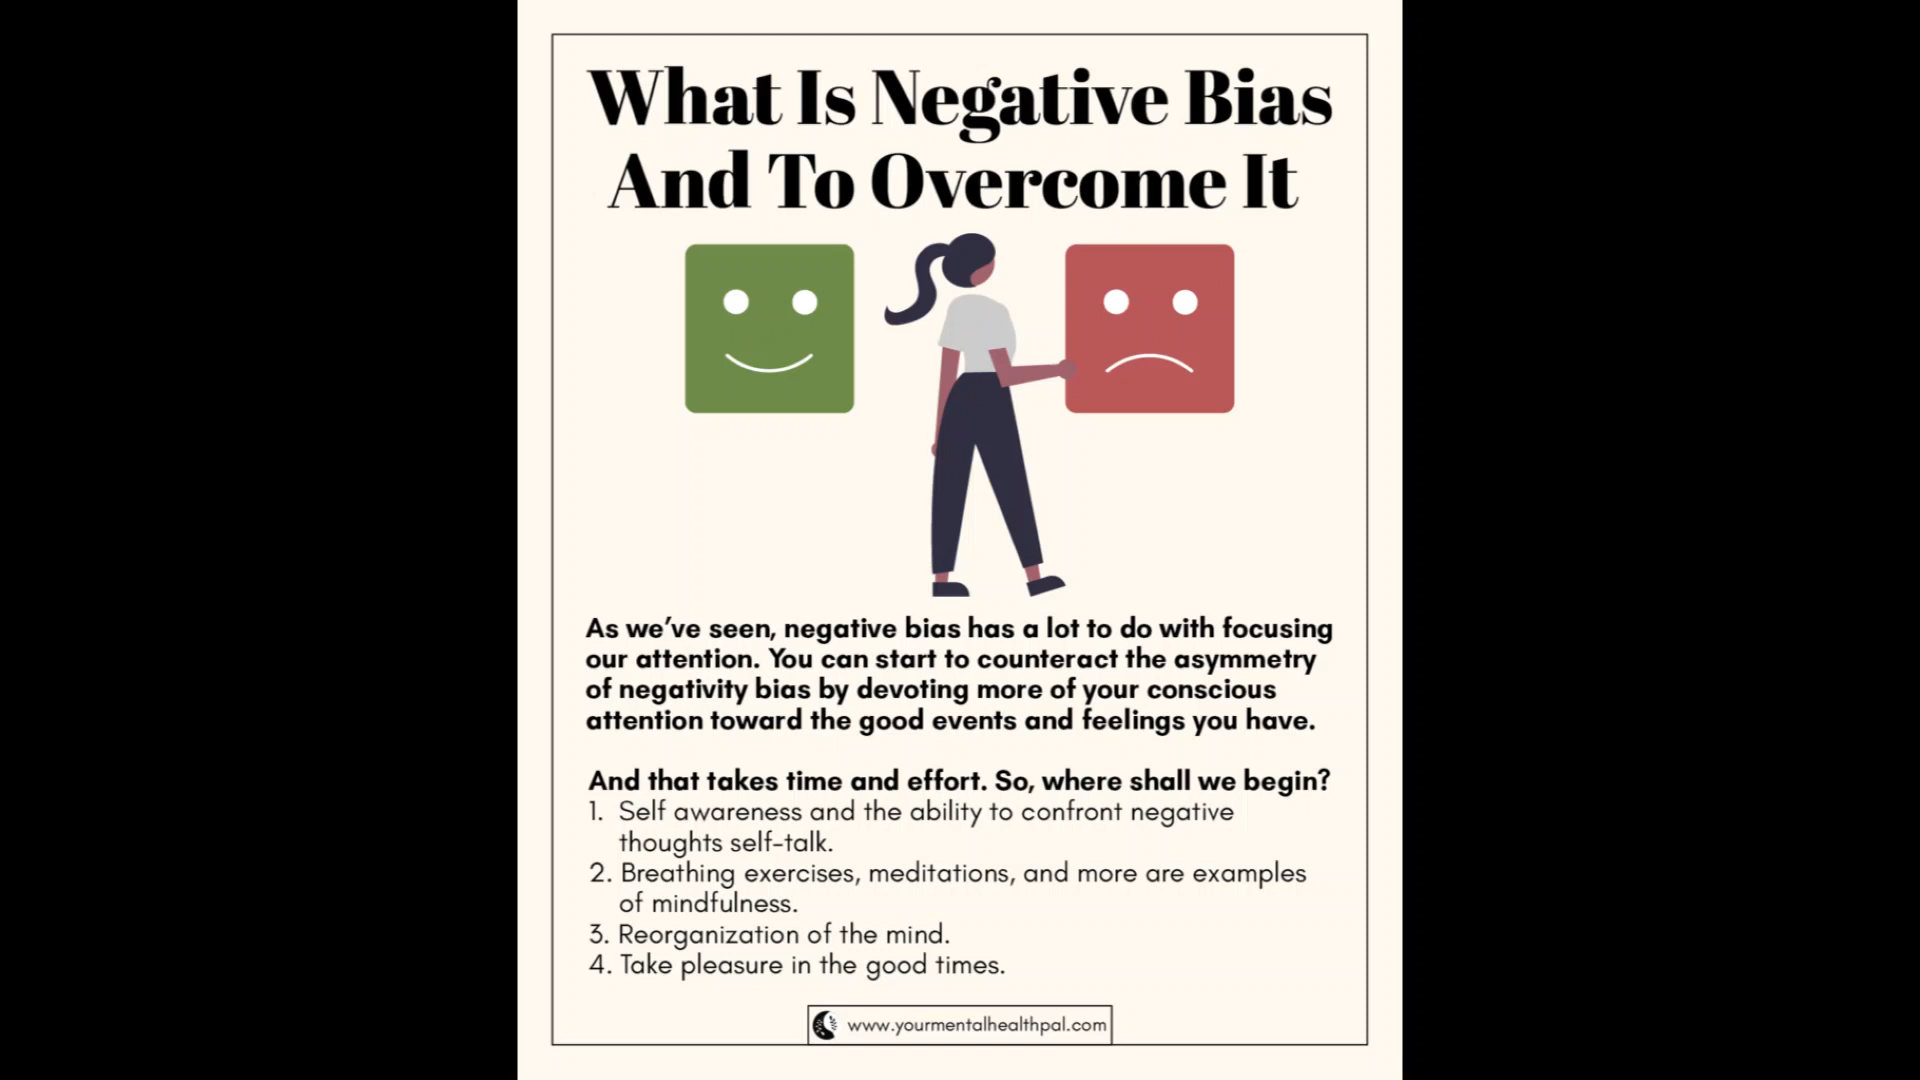 What Is Negative Bias
And To Overcome It
As we've seen, negative bias has a lot to do with focusing
our attention. You can start to counteract the asymmetry
of negativity bias by devoting more of your conscious
attention toward the good events and feelings you have.
And that takes time and effort. So, where shall we begin?
1. Self awareness and the ability to confront negative
thoughts self-talk.
2. Breathing exercises, meditations, and more are examples
of mindfulness.
3. Reorganization of the mind.
4. Take pleasure in the good times.
www.yourmentalhealthpal.com